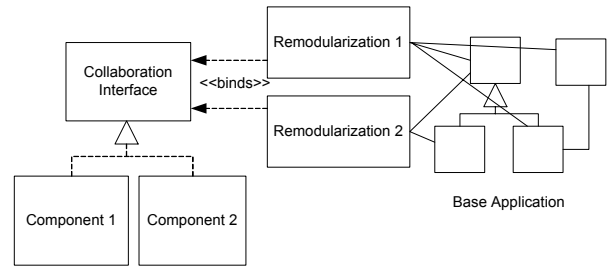 Remodularization 1
Collaboration
Interface
<<binds>>
Remodularization 2
Component 1
Component 2
Base Application